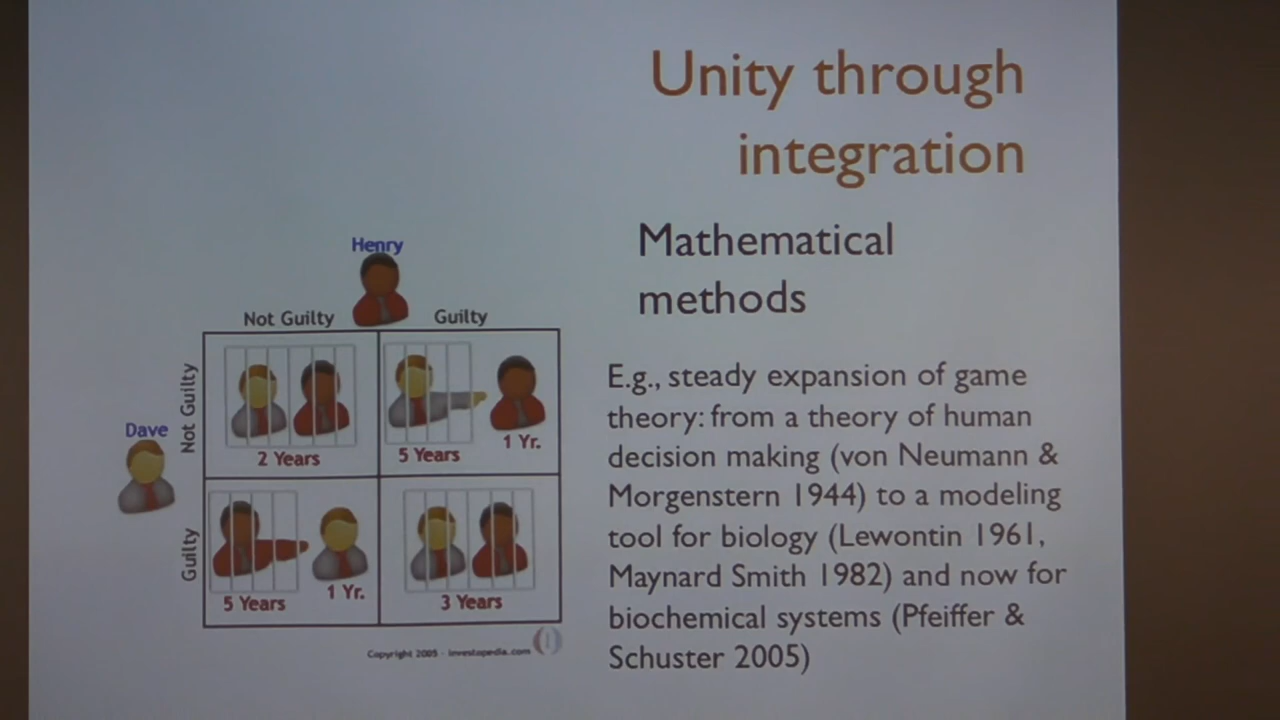 Unity through
integration
Mathematical
methods
E.g., steady expansion of game
theory: from a theory of human
decision making (von Neumann &
Morgenstern 1944) to a modeling
tool for biology (Lewontin 1961,
Maynard Smith 1982) and now for
biochemical systems (Pfeiffer &
Schuster 2005)
Henry
Not Guilty
Guilty
Dave
Not Guilty
2 Years
5 Years
1 Yr.
Guilty
5 Years
1 Yr.
3 Years
Copyright 2005 - Investopedia.com